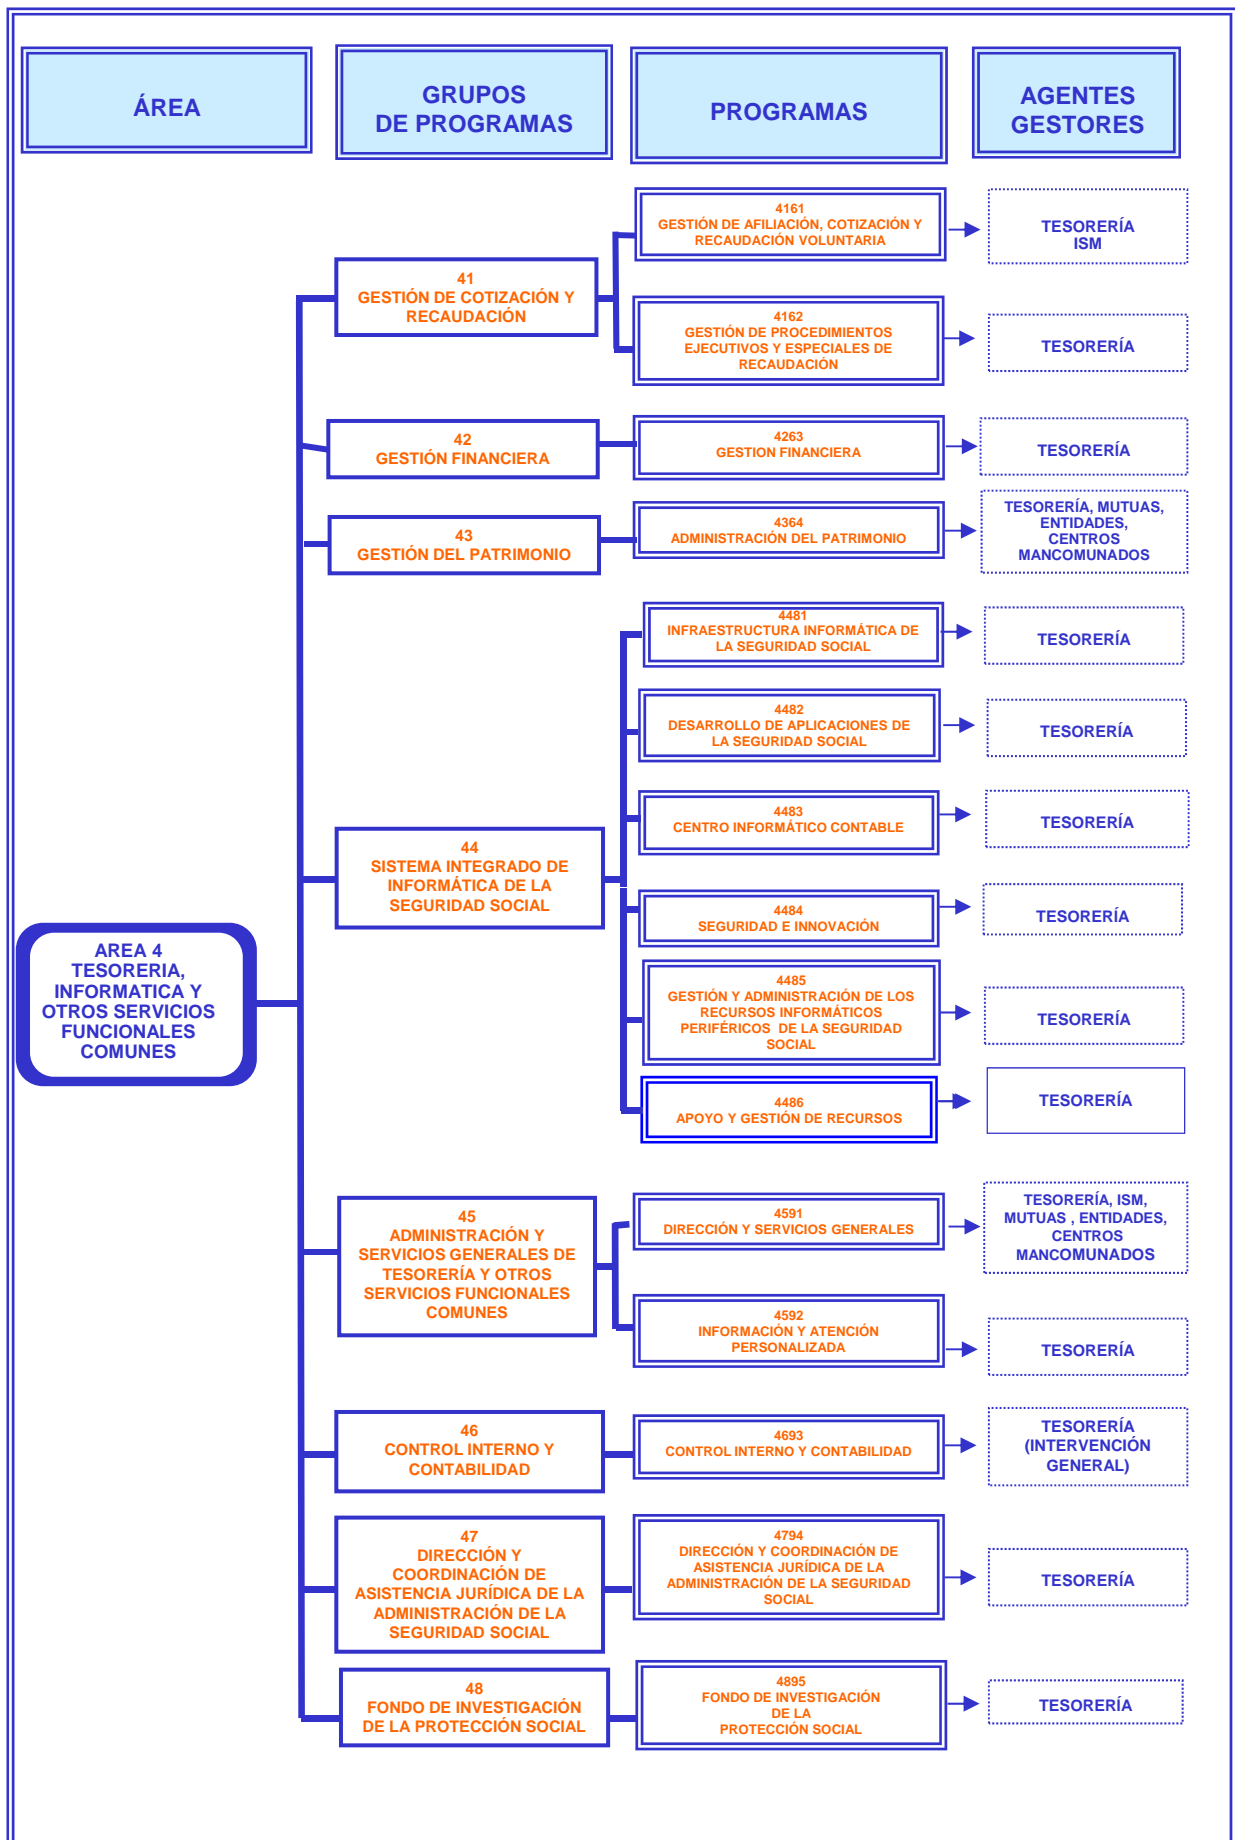 ÁREA
GRUPOS
DE PROGRAMAS
PROGRAMAS
AGENTES
GESTORES
AREA 4
TESORERIA,
INFORMATICA Y
OTROS SERVICIOS
FUNCIONALES
COMUNES
41
GESTIÓN DE COTIZACIÓN Y
RECAUDACIÓN
4161
GESTIÓN DE AFILIACIÓN, COTIZACIÓN Y
RECAUDACIÓN VOLUNTARIA
TESORERÍA
ISM
4162
GESTIÓN DE PROCEDIMIENTOS
EJECUTIVOS Y ESPECIALES DE
RECAUDACIÓN
TESORERÍA
42
GESTIÓN FINANCIERA
4263
GESTION FINANCIERA
TESORERÍA
43
GESTIÓN DEL PATRIMONIO
4364
ADMINISTRACIÓN DEL PATRIMONIO
TESORERÍA, MUTUAS,
ENTIDADES,
CENTROS
MANCOMUNADOS
44
SISTEMA INTEGRADO DE
INFORMÁTICA DE LA
SEGURIDAD SOCIAL
4481
INFRAESTRUCTURA INFORMÁTICA DE
LA SEGURIDAD SOCIAL
TESORERÍA
4482
DESARROLLO DE APLICACIONES DE
LA SEGURIDAD SOCIAL
TESORERÍA
4483
CENTRO INFORMÁTICO CONTABLE
TESORERÍA
4484
SEGURIDAD E INNOVACIÓN
TESORERÍA
4485
GESTIÓN Y ADMINISTRACIÓN DE LOS
RECURSOS INFORMÁTICOS
PERIFÉRICOS DE LA SEGURIDAD
SOCIAL
TESORERÍA
4486
APOYO Y GESTIÓN DE RECURSOS
TESORERÍA
45
ADMINISTRACIÓN Y
SERVICIOS GENERALES DE
TESORERÍA Y OTROS
SERVICIOS FUNCIONALES
COMUNES
4591
DIRECCIÓN Y SERVICIOS GENERALES
TESORERÍA, ISM,
MUTUAS , ENTIDADES,
CENTROS
MANCOMUNADOS
4592
INFORMACIÓN Y ATENCIÓN
PERSONALIZADA
TESORERÍA
46
CONTROL INTERNO Y
CONTABILIDAD
4693
CONTROL INTERNO Y CONTABILIDAD
TESORERÍA
(INTERVENCIÓN
GENERAL)
47
DIRECCIÓN Y
COORDINACIÓN DE
ASISTENCIA JURÍDICA DE LA
ADMINISTRACIÓN DE LA
SEGURIDAD SOCIAL
4794
DIRECCIÓN Y COORDINACIÓN DE
ASISTENCIA JURÍDICA DE LA
ADMINISTRACIÓN DE LA SEGURIDAD
SOCIAL
TESORERÍA
48
FONDO DE INVESTIGACIÓN
DE LA PROTECCIÓN SOCIAL
4895
FONDO DE INVESTIGACIÓN
DE LA
PROTECCIÓN SOCIAL
TESORERÍA